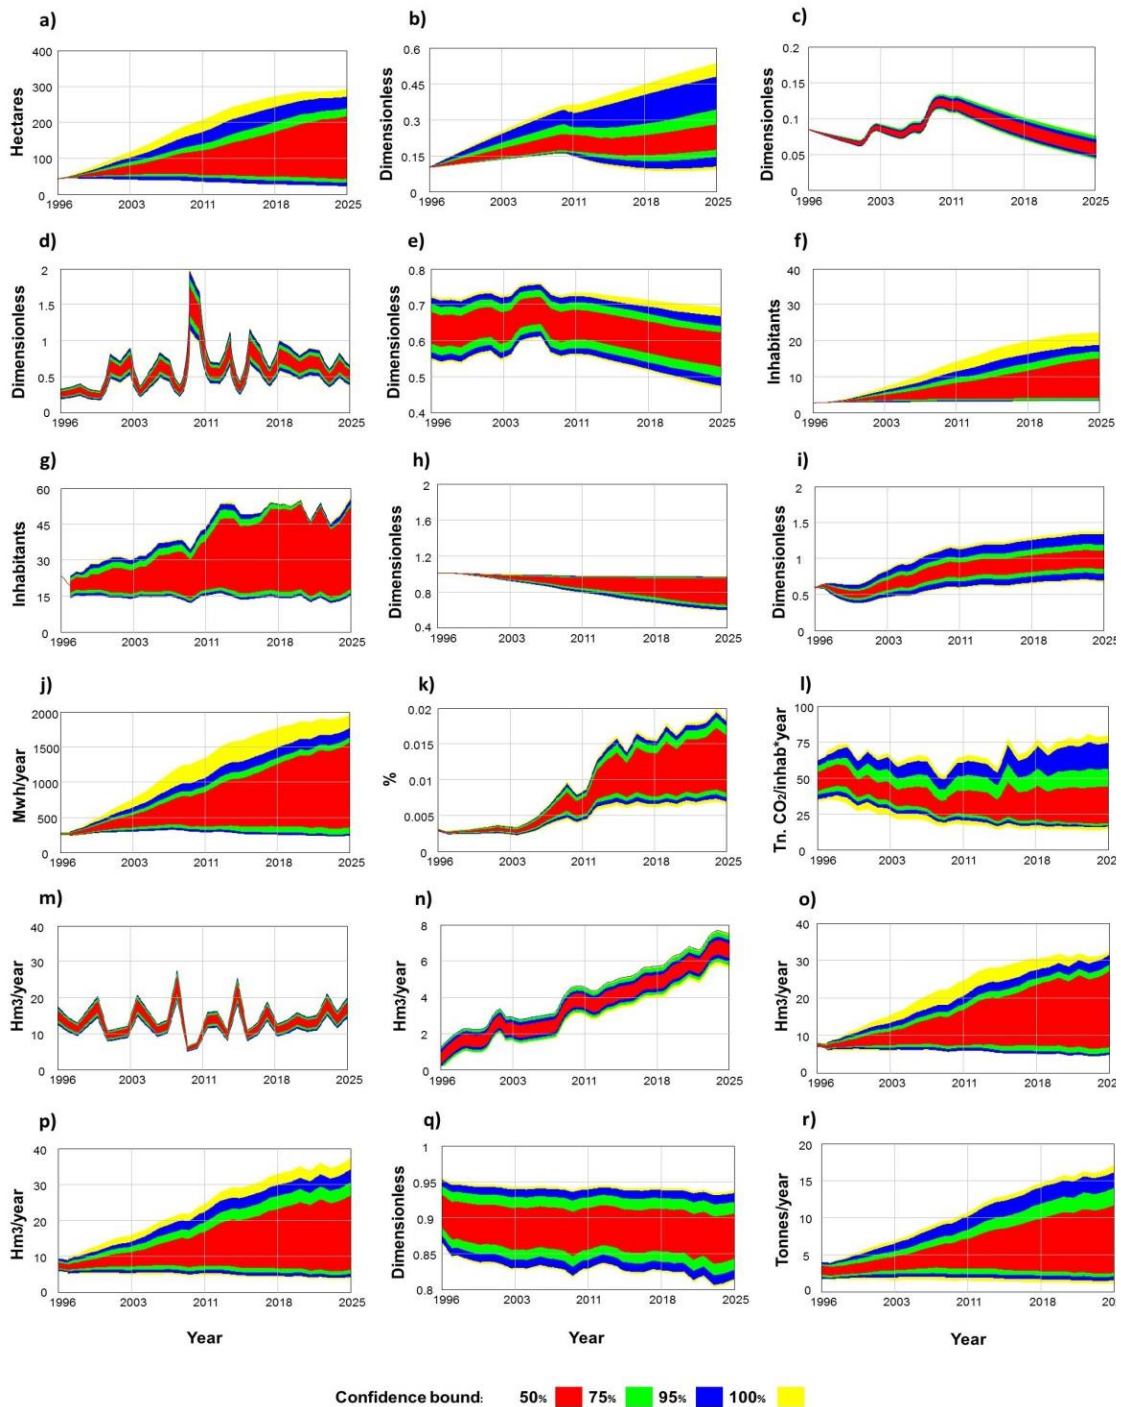 a)
400
300
200
100
0
Hectares
1996 2003 2011 2018 2025
b)
0.6
0.45
0.3
0.15
0
Dimensionless
1996 2003 2011 2018 2025
c)
0.2
0.15
0.1
0.05
0
Dimensionless
1996 2003 2011 2018 2025
d)
2
1.5
1
0.5
0
Dimensionless
1996 2003 2011 2018 2025
e)
0.8
0.7
0.6
0.5
0.4
Dimensionless
1996 2003 2011 2018 2025
f)
40
30
20
10
0
Inhabitants
1996 2003 2011 2018 2025
g)
60
45
30
15
0
Inhabitants
1996 2003 2011 2018 2025
h)
2
1.6
1.2
0.8
0.4
Dimensionless
1996 2003 2011 2018 2025
i)
2
1.5
1
0.5
0
Dimensionless
1996 2003 2011 2018 2025
j)
2000
1500
1000
500
0
Mwh/year
1996 2003 2011 2018 2025
k)
0.02
0.015
0.01
0.005
0
%
1996 2003 2011 2018 2025
l)
100
75
50
25
0
Tn. CO2/inhab*year
1996 2003 2011 2018 202
m)
40
30
20
10
0
Hm3/year
1996 2003 2011 2018 2025
n)
8
6
4
2
0
Hm3/year
1996 2003 2011 2018 2025
o)
40
30
20
10
0
Hm3/year
1996 2003 2011 2018 202
p)
40
30
20
10
0
Hm3/year
1996 2003 2011 2018 2025
q)
1
0.95
0.9
0.85
0.8
Dimensionless
1996 2003 2011 2018 2025
r)
20
15
10
5
0
Tonnes/year
1996 2003 2011 2018 20
Year Year Year
Confidence bound: 50% 75% 95% 100%